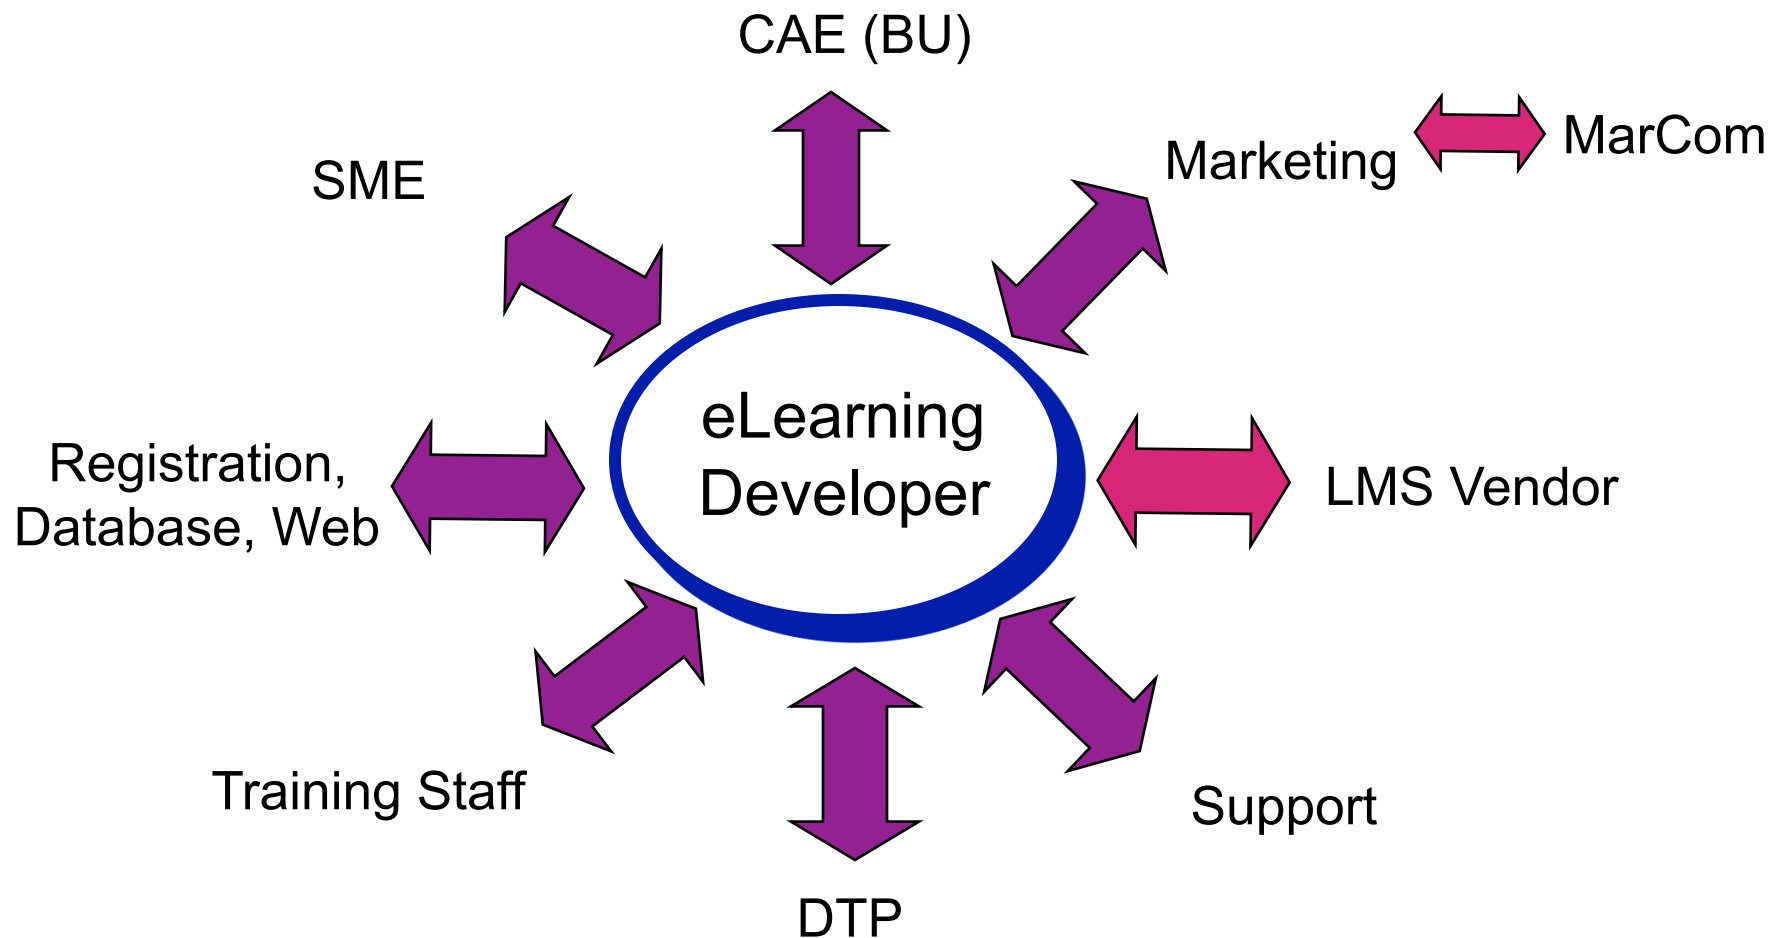 CAE (BU)
Marketing
MarCom
SME
eLearning
Developer
Registration,
Database, Web
LMS Vendor
Training Staff
Support
DTP